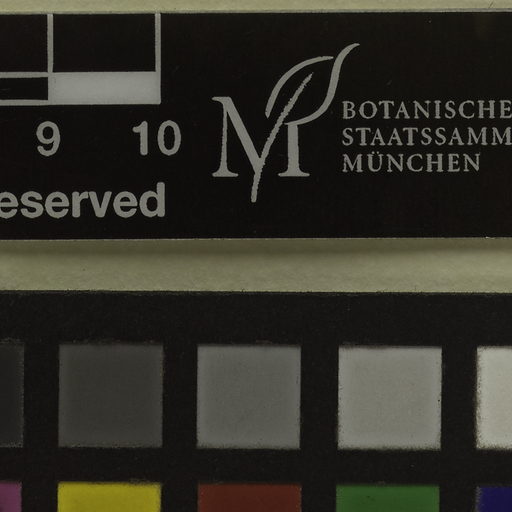 9 10
eserved
M BOTANISCHE
STAATSSAMM
MÜNCHEN